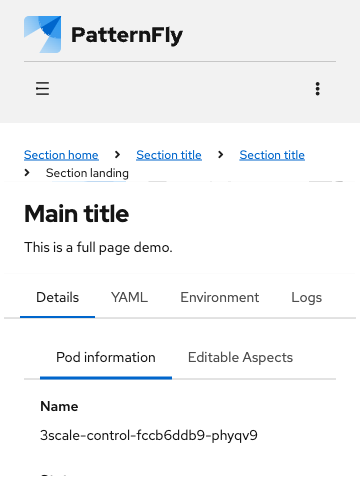 PatternFly
Section home > Section title > Section title
> Section landing
Main title
This is a full page demo.
Details YAML Environment Logs
Pod information Editable Aspects
Name
3scale-control-fccb6ddb9-phyqv9